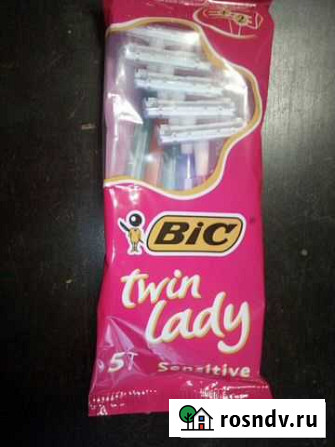 BiC
twin
lady
5
Sensitive
rosndv.ru